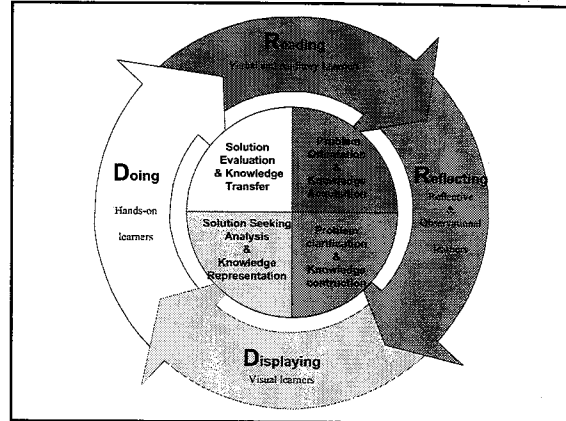 Reading
Visual and auditory learners
Reflecting
Reflective
&
Observational
learners
Displaying
Visual learners
Doing
Hands-on
learners
Solution
Evaluation
& Knowledge
Transfer
Problem
Orientation
&
Knowledge
Acquisition
Solution Seeking
Analysis
&
Knowledge
Representation
Problem
clarification
&
Knowledge
contruction